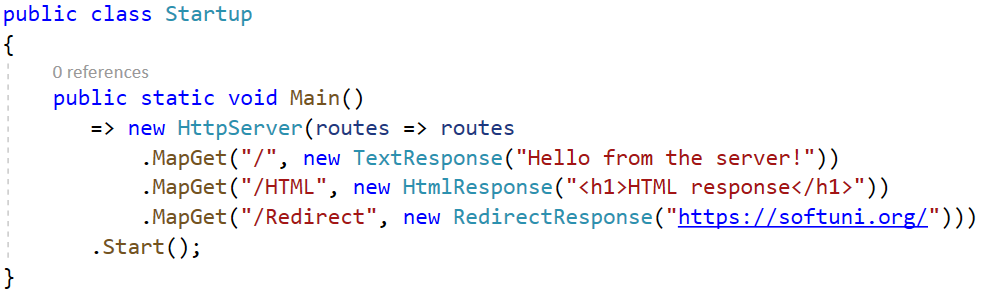 public class Startup
{
0 references
public static void Main()
=> new HttpServer(routes => routes
.MapGet("/", new TextResponse("Hello from the server!"))
.MapGet("/HTML", new HtmlResponse("<h1>HTML response</h1>"))
.MapGet("/Redirect", new RedirectResponse("https://softuni.org/")))
.Start();
}